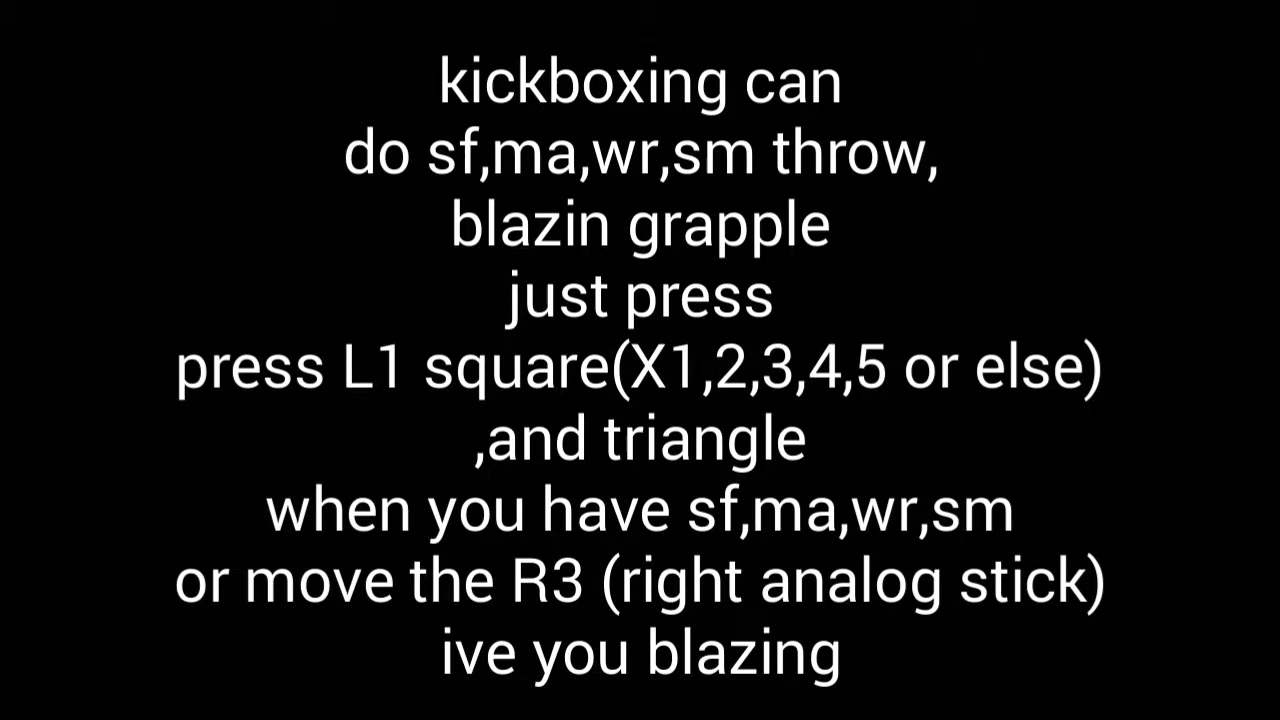 kickboxing can
do sf,ma,wr,sm throw,
blazin grapple
just press
press L1 square(X1,2,3,4,5 or else)
,and triangle
when you have sf,ma,wr,sm
or move the R3 (right analog stick)
ive you blazing